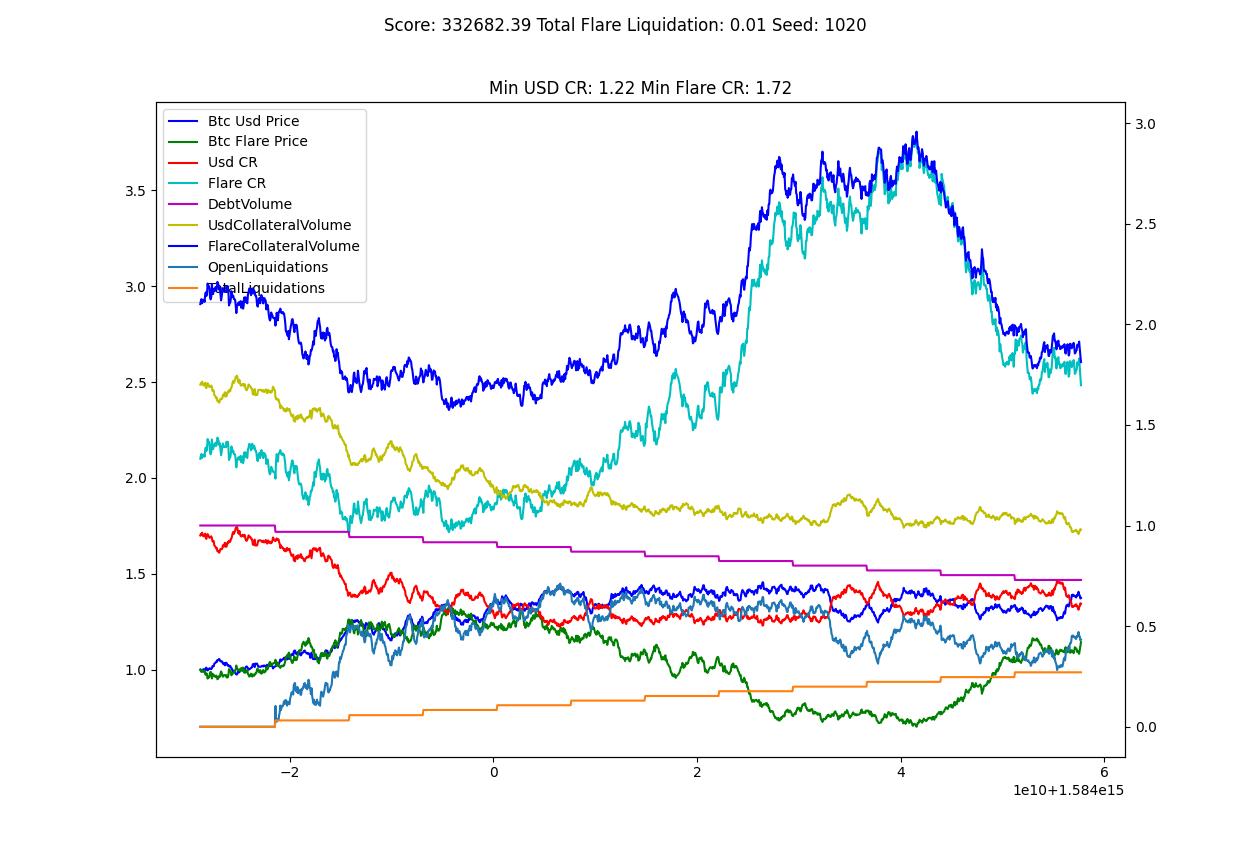 Score: 332682.39 Total Flare Liquidation: 0.01 Seed: 1020
Min USD CR: 1.22 Min Flare CR: 1.72
Btc Usd Price
Btc Flare Price
Usd CR
Flare CR
DebtVolume
UsdCollateralVolume
FlareCollateralVolume
OpenLiquidations
TotalLiquidations
3.5
3.0
2.5
2.0
1.5
1.0
3.0
2.5
2.0
1.5
1.0
0.5
0.0
−2 0 2 4 6
1e10+1.584e15